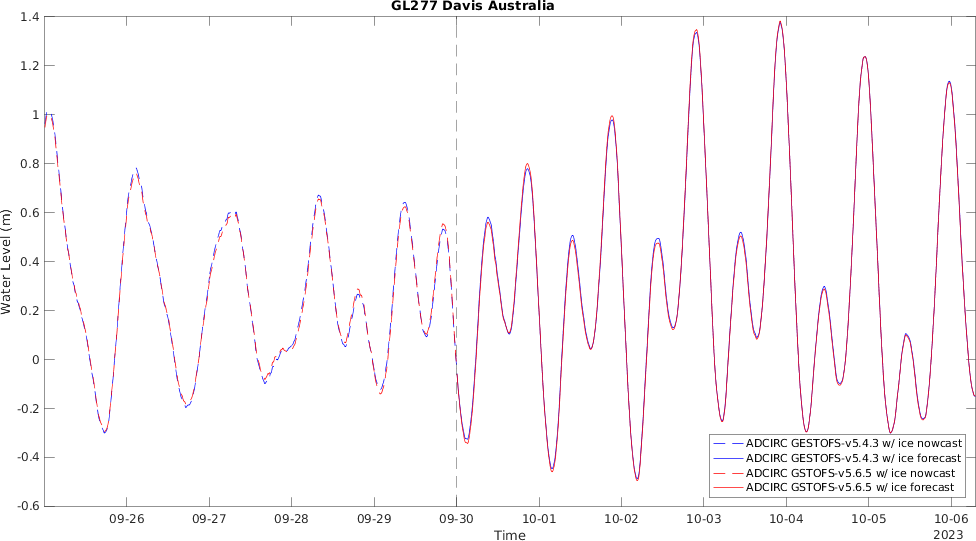 GL277 Davis Australia
1.4
1.2
1
0.8
0.6
0.4
0.2
0
-0.2
-0.4
-0.6
Water Level (m)
ADCIRC GESTOFS-v5.4.3 w/ ice nowcast
ADCIRC GESTOFS-v5.4.3 w/ ice forecast
ADCIRC GSTOFS-v5.6.5 w/ ice nowcast
ADCIRC GSTOFS-v5.6.5 w/ ice forecast
09-26 09-27 09-28 09-29 09-30 10-01 10-02 10-03 10-04 10-05 10-06
Time
2023